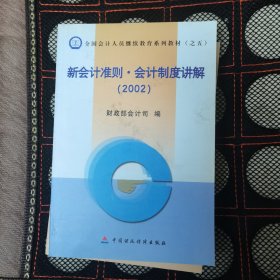 全国会计人员继续教育系列教材（之五）
新会计准则·会计制度讲解
（2002）
财政部会计司 编
中国财政经济出版社